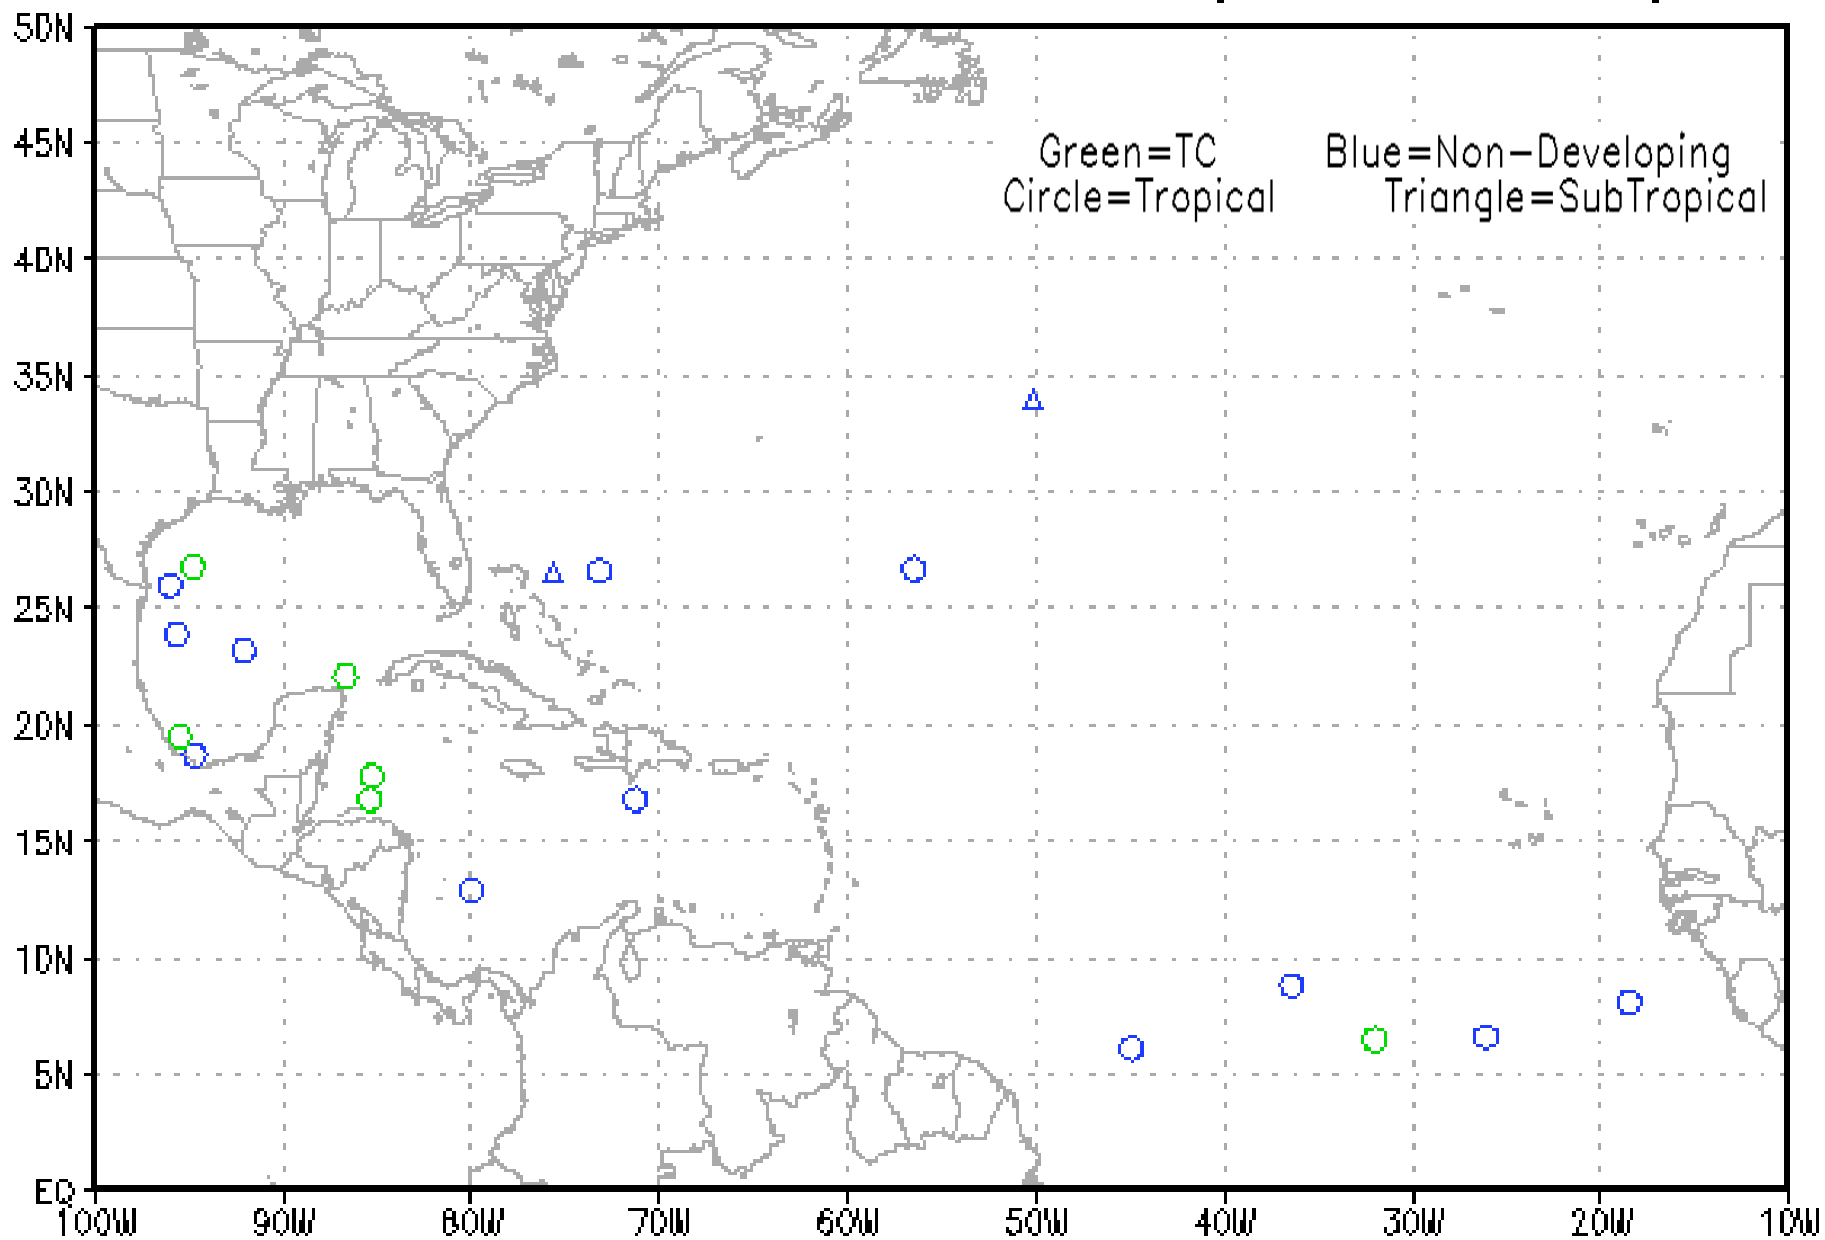 50N
45N
Green=TC Blue=Non-Developing
Circle=Tropical Triangle=SubTropical
40N
35N
30N
25N
20N
15N
10N
5N
EQ
100W 90W 80W 70W 60W 50W 40W 30W 20W 10W